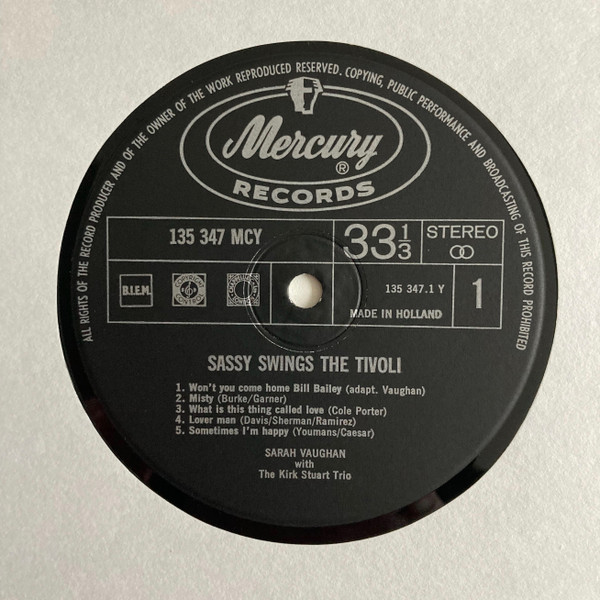 ALL RIGHTS OF THE RECORD PRODUCER AND OF THE OWNER OF THE WORK REPRODUCED RESERVED. COPYING, PUBLIC PERFORMANCE AND BROADCASTING OF THIS RECORD PROHIBITED
Mercury
®
RECORDS
135 347 MCY
33⅓
STEREO
B.I.E.M.
COPYRIGHT CONTROL
135 347.1 Y
1
MADE IN HOLLAND
SASSY SWINGS THE TIVOLI
1. Won't you come home Bill Bailey (adapt. Vaughan)
2. Misty (Burke/Garner)
3. What is this thing called love (Cole Porter)
4. Lover man (Davis/Sherman/Ramirez)
5. Sometimes I'm happy (Youmans/Caesar)
SARAH VAUGHAN
with
The Kirk Stuart Trio